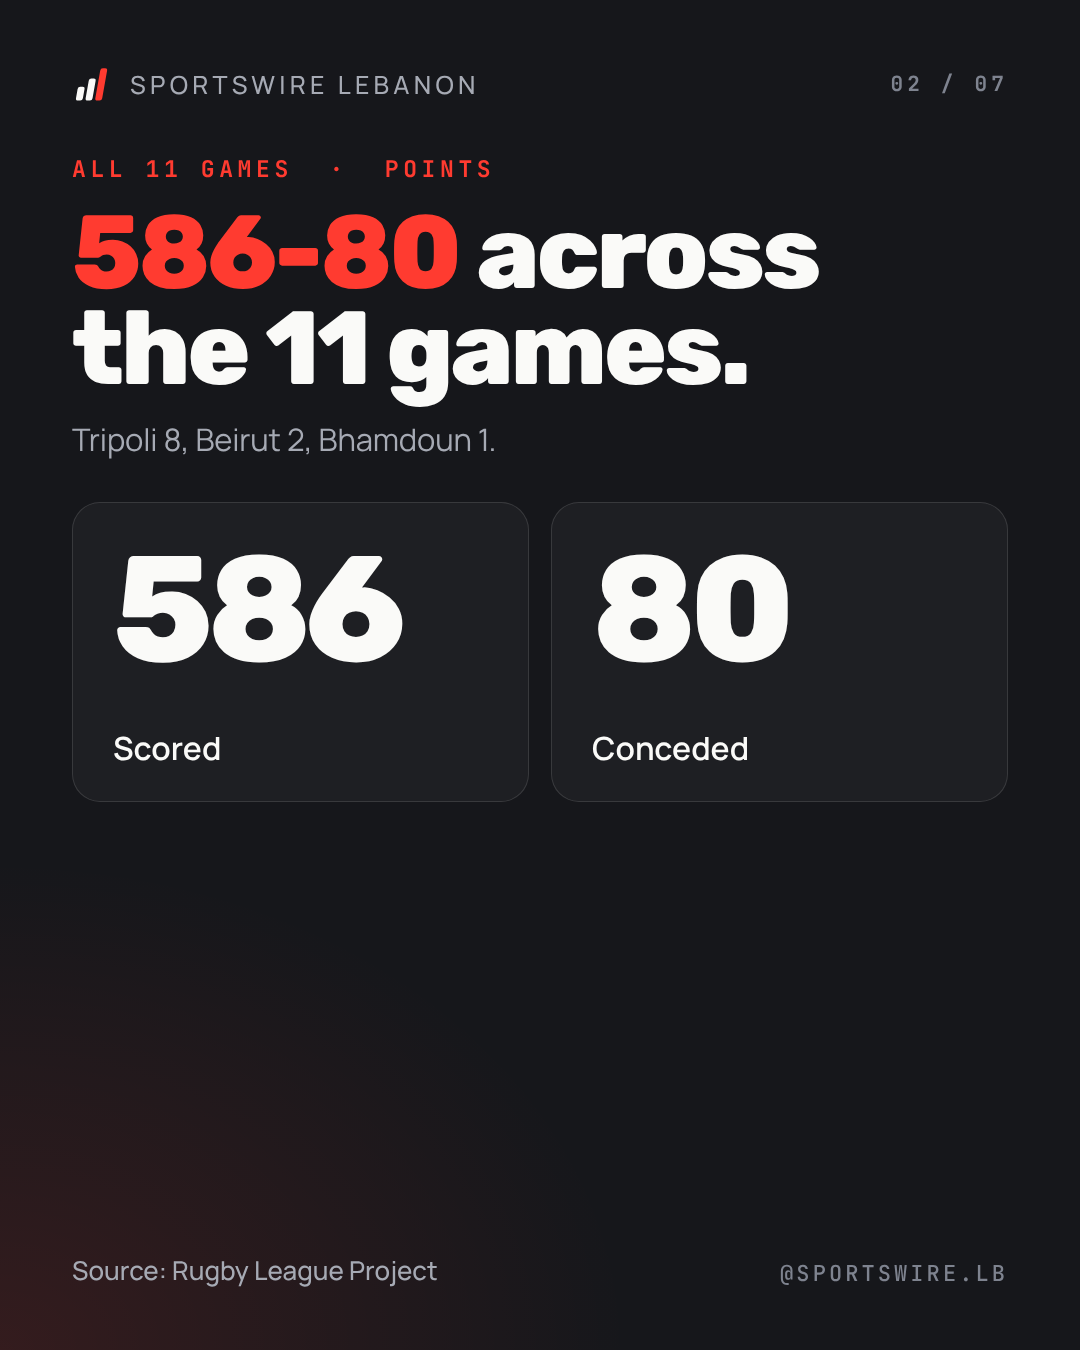 SPORTSWIRE LEBANON
02 / 07
ALL 11 GAMES · POINTS
586–80 across
the 11 games.
Tripoli 8, Beirut 2, Bhamdoun 1.
586
Scored
80
Conceded
Source: Rugby League Project
@SPORTSWIRE.LB